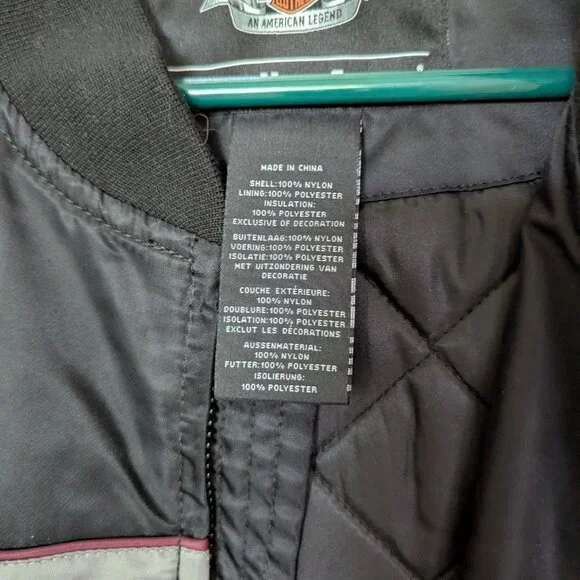 CLOTHES
AN AMERICAN LEGEND
MADE IN CHINA
SHELL:100% NYLON
LINING:100% POLYESTER
INSULATION:
100% POLYESTER
EXCLUSIVE OF DECORATION
BUITENLAAG:100% NYLON
VOERING:100% POLYESTER
ISOLATIE:100% POLYESTER
MET UITZONDERING VAN
DECORATIE
COUCHE EXTÉRIEURE:
100% NYLON
DOUBLURE:100% POLYESTER
ISOLATION:100% POLYESTER
EXCLUT LES DÉCORATIONS
AUSSENMATERIAL:
100% NYLON
FUTTER:100% POLYESTER
ISOLIERUNG:
100% POLYESTER